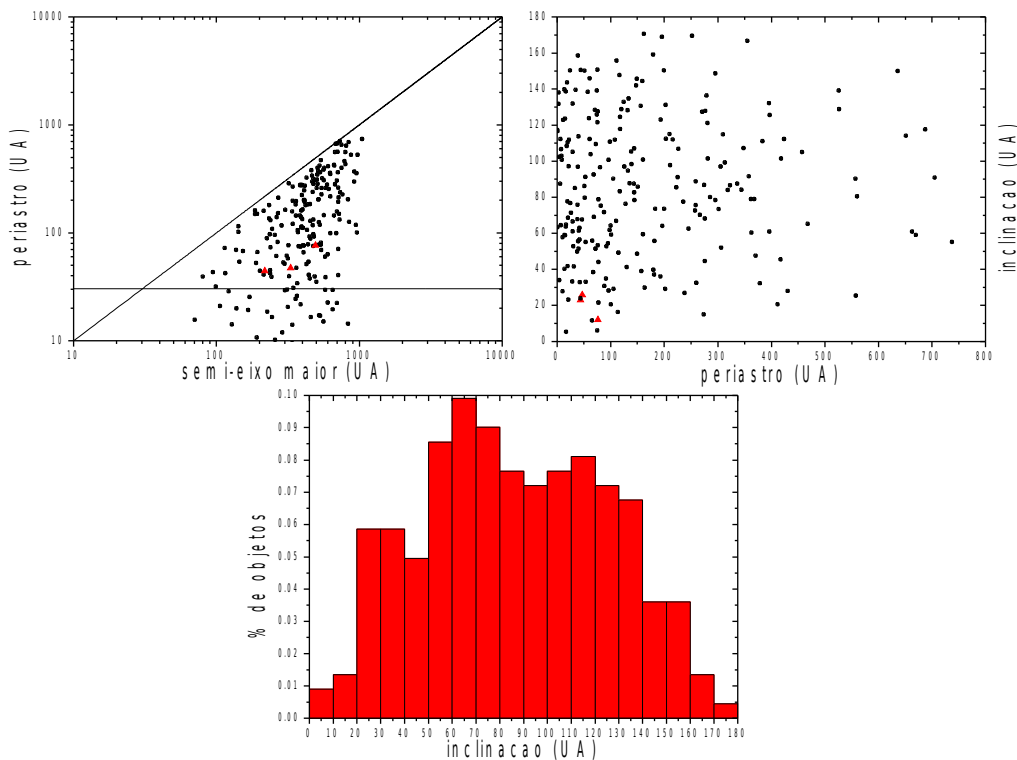 10000
1000
100
10
periastro (UA)
10 100 1000 10000
semi-eixo maior (UA)
180
160
140
120
100
80
60
40
20
0
inclinacao (UA)
0 100 200 300 400 500 600 700 800
periastro (UA)
0.10
0.09
0.08
0.07
0.06
0.05
0.04
0.03
0.02
0.01
0.00
% de objetos
0 10 20 30 40 50 60 70 80 90 100 110 120 130 140 150 160 170 180
inclinacao (UA)